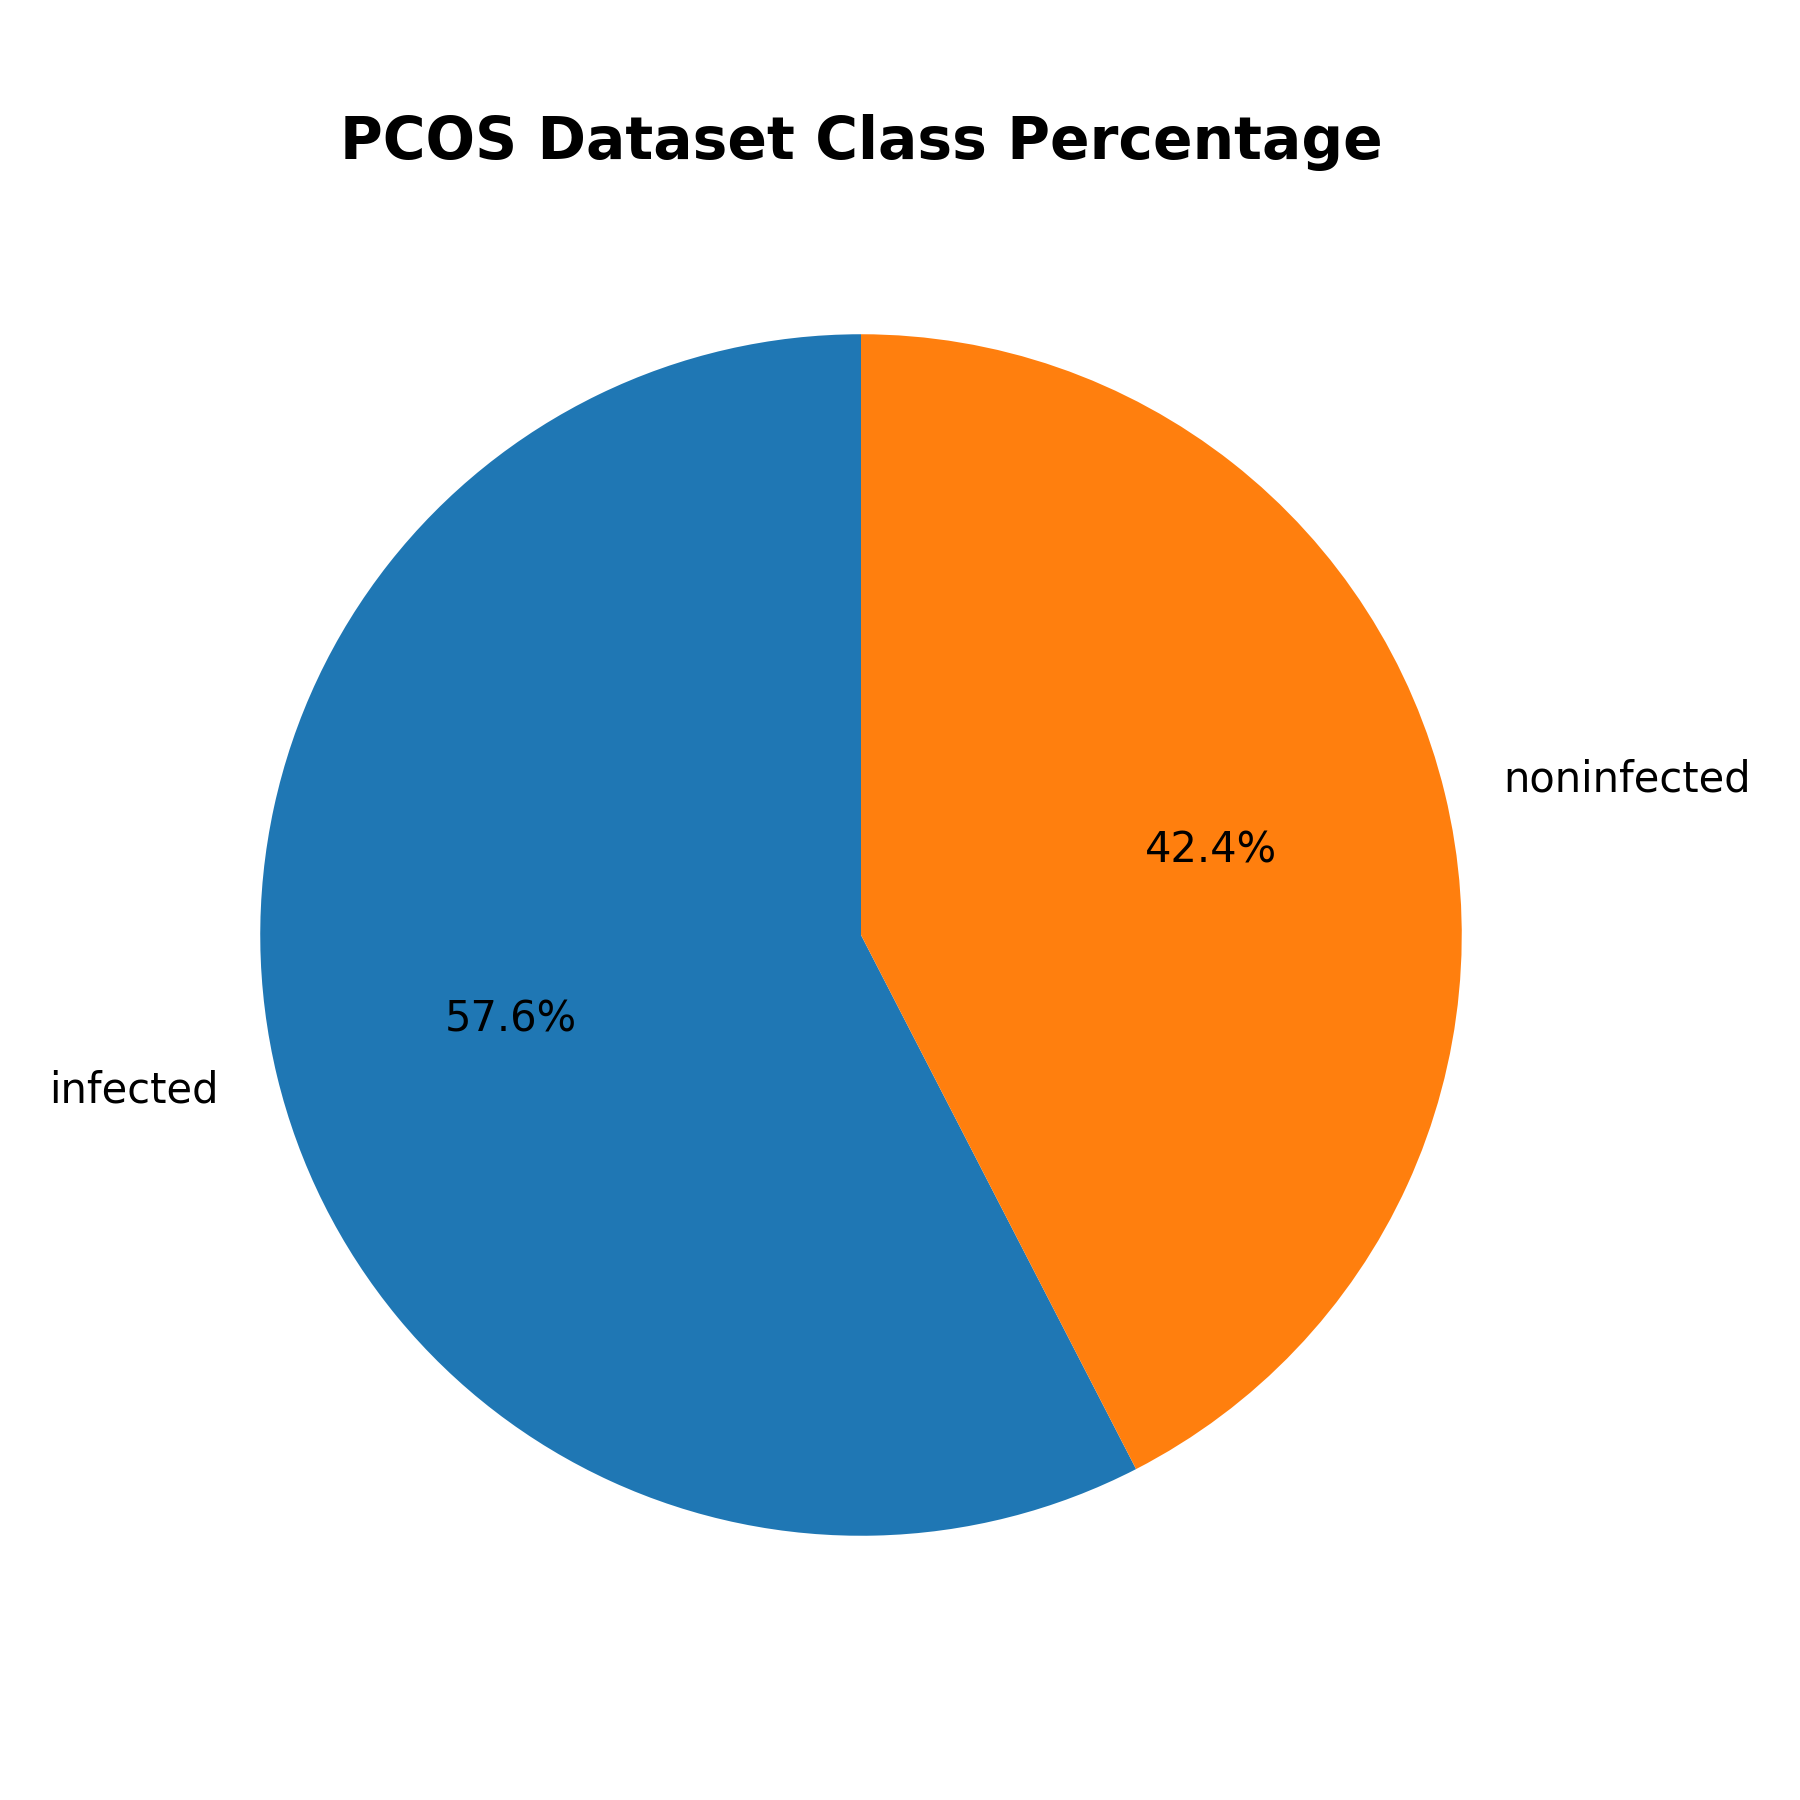 PCOS Dataset Class Percentage
noninfected
42.4%
57.6%
infected